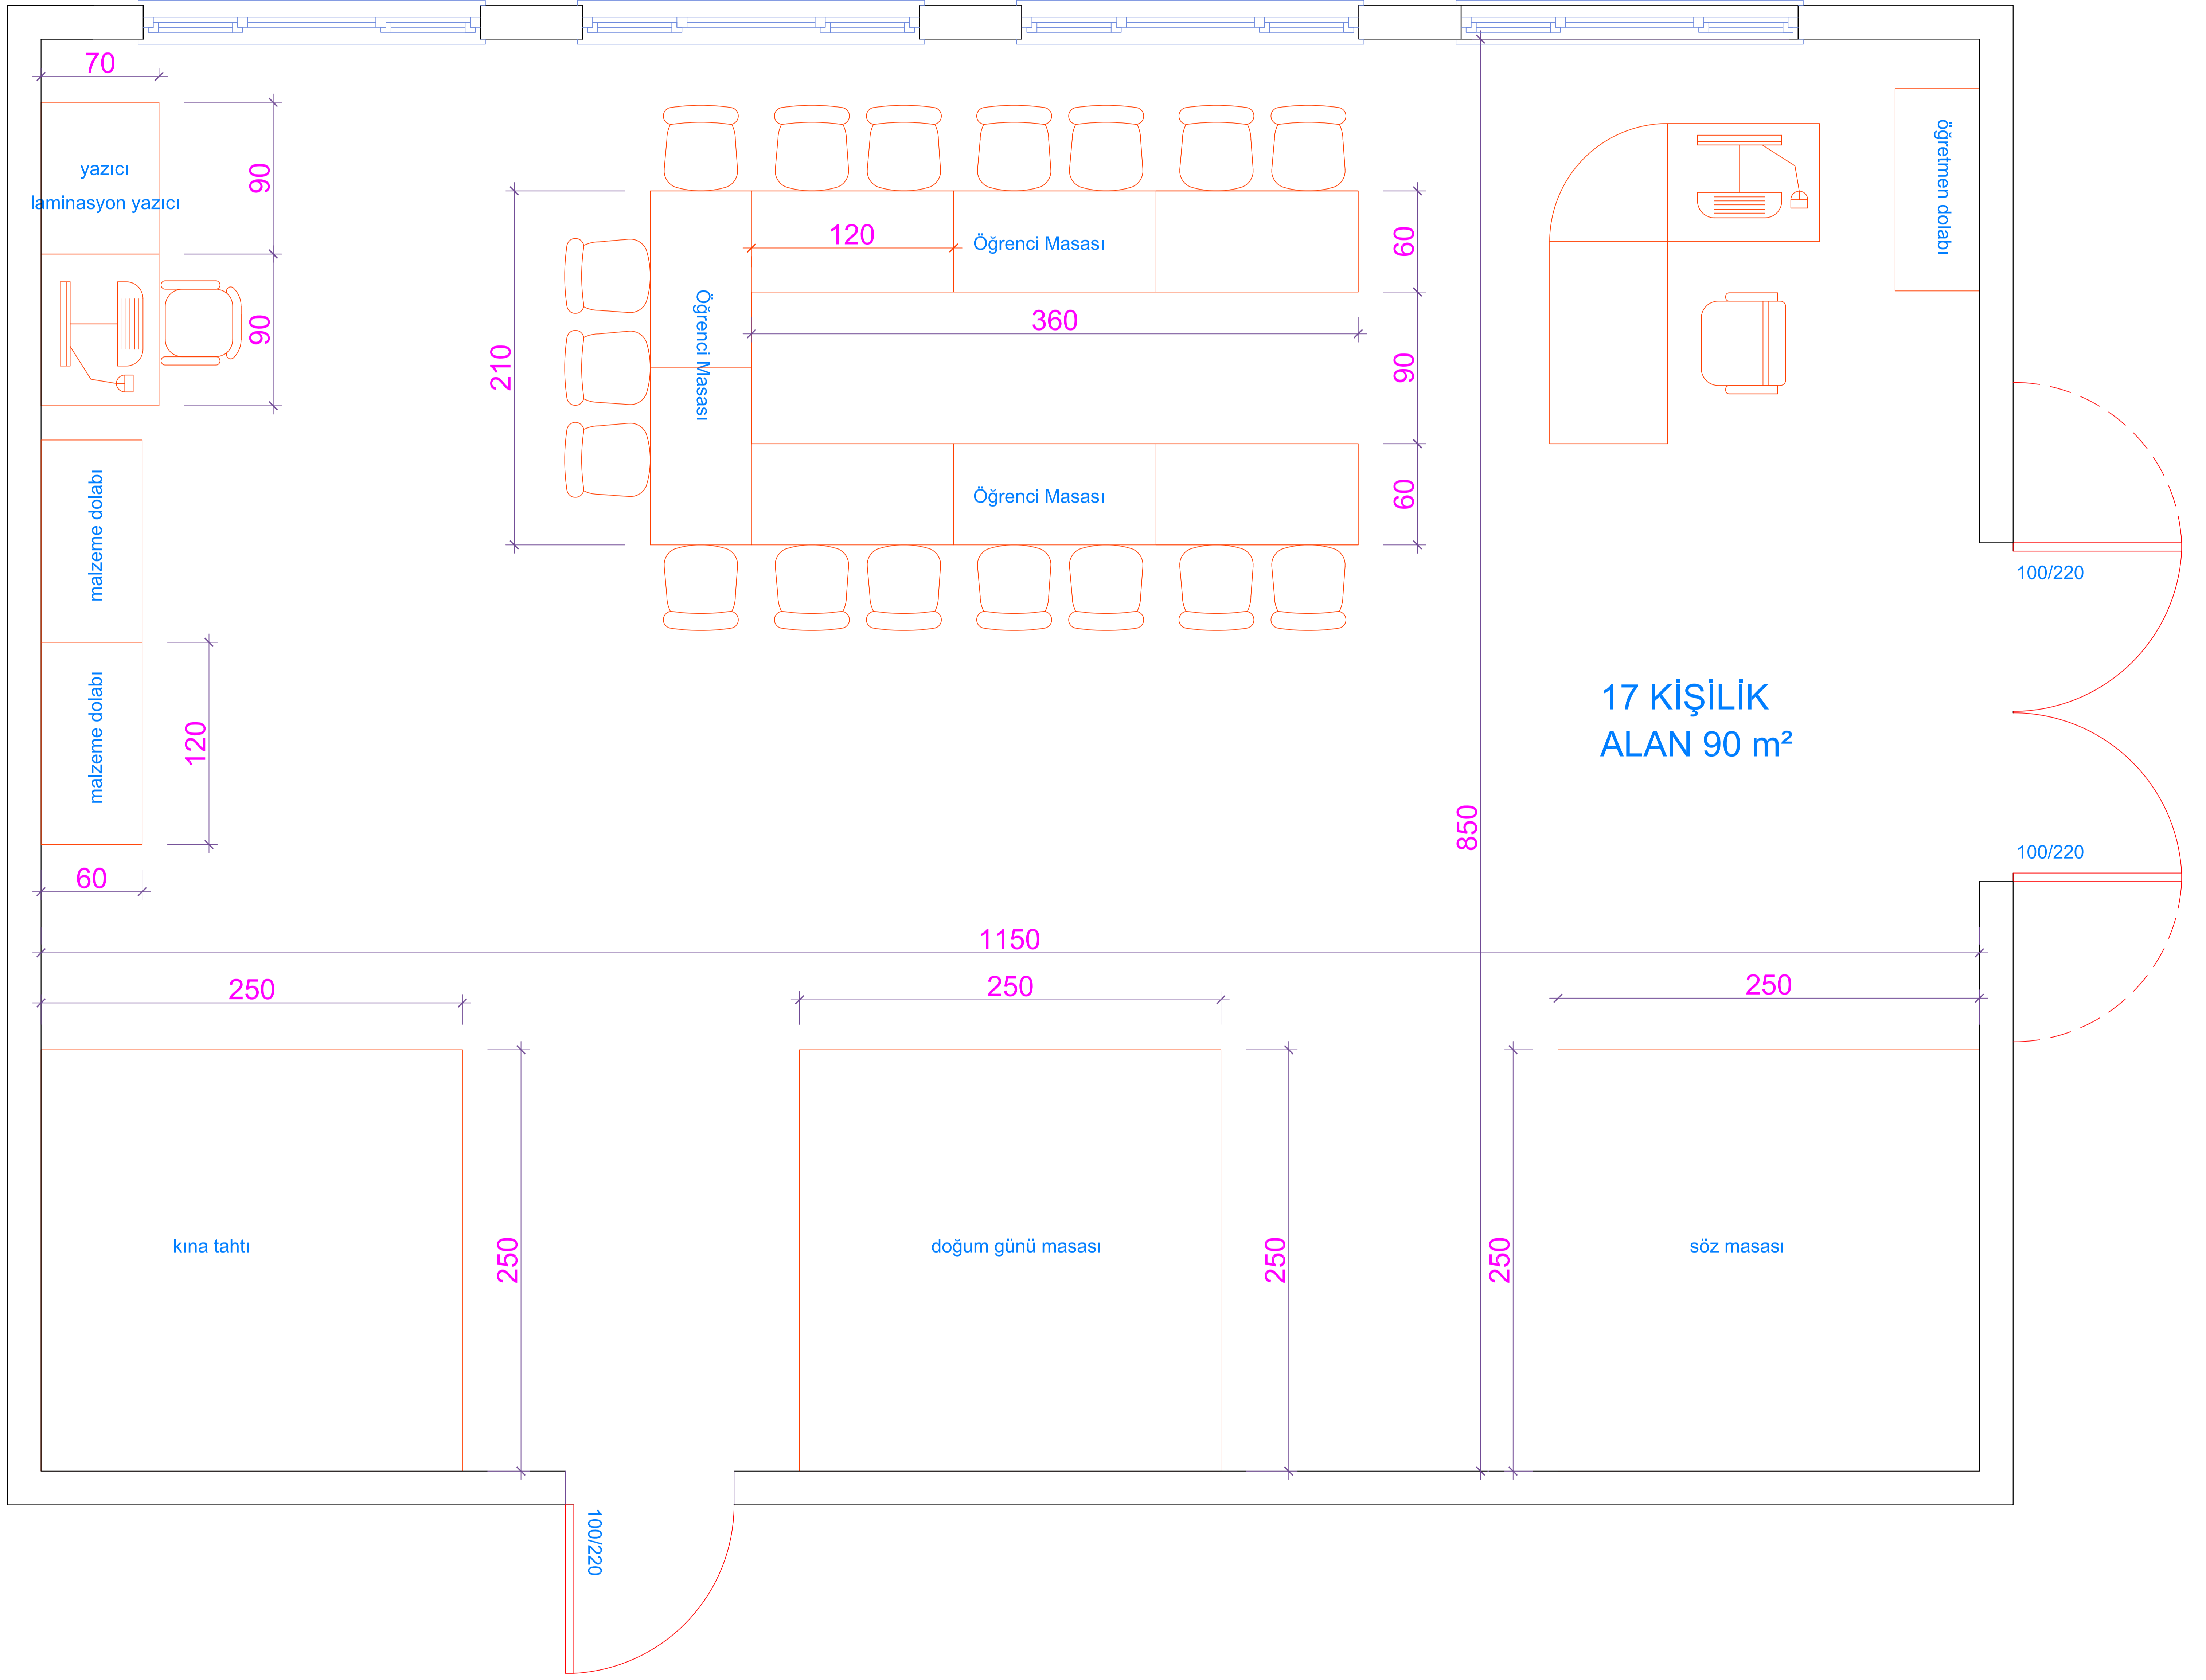 70
yazıcı
laminasyon yazıcı
90
90
120
Öğrenci Masası
60
öğretmen dolabı
Öğrenci Masası
360
210
90
Öğrenci Masası
60
malzeme dolabı
100/220
17 KİŞİLİK
ALAN 90 m²
malzeme dolabı
120
850
100/220
60
1150
250
250
250
kına tahtı
250
doğum günü masası
250
250
söz masası
100/220